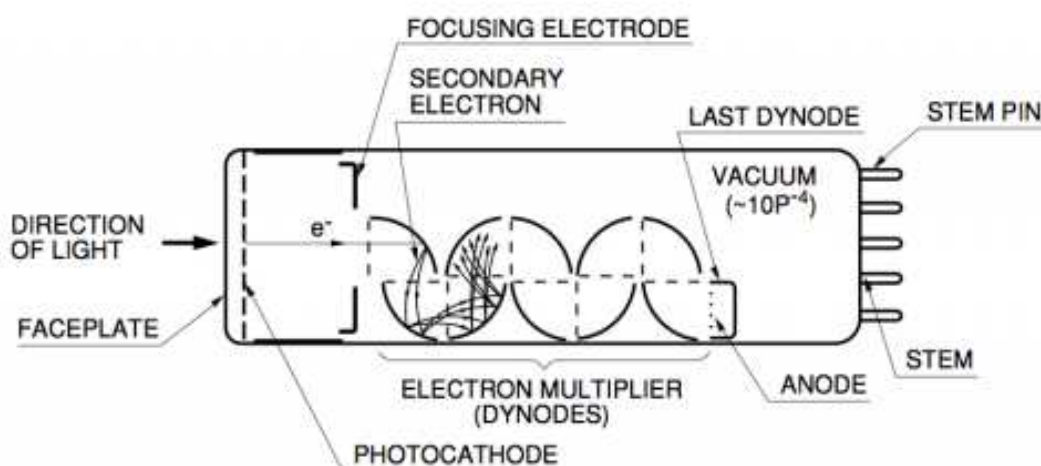 FOCUSING ELECTRODE
SECONDARY
ELECTRON
LAST DYNODE
STEM PIN
VACUUM
(~10P⁻⁴)
DIRECTION
OF LIGHT
e⁻
FACEPLATE
STEM
ELECTRON MULTIPLIER
(DYNODES)
ANODE
PHOTOCATHODE